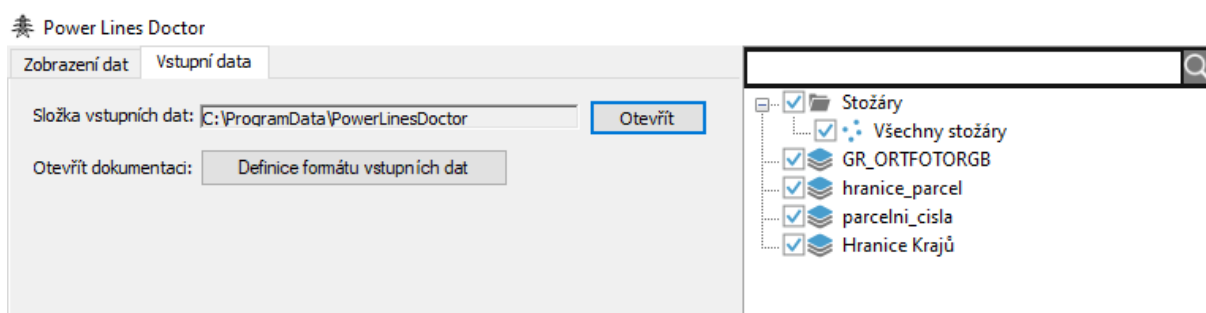 Power Lines Doctor
Zobrazení dat
Vstupní data
Složka vstupních dat: C:\ProgramData\PowerLinesDoctor Otevřít
Otevřít dokumentaci: Definice formátu vstupních dat
Stožáry
Všechny stožáry
GR_ORTFOTORGB
hranice_parcel
parcelni_cisla
Hranice Krajů